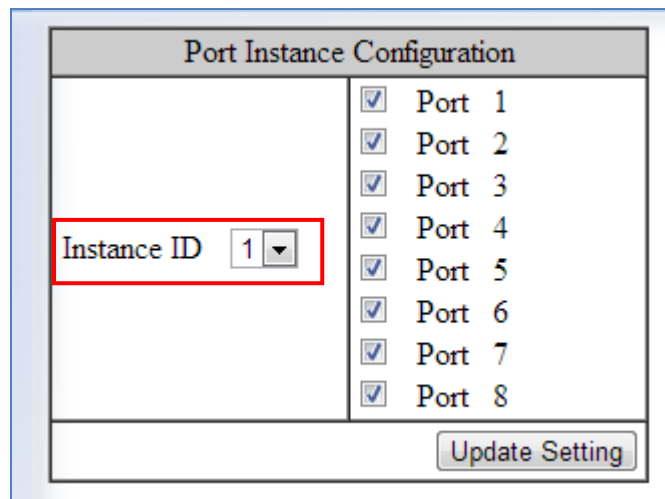 Port Instance Configuration
Instance ID 1
Port 1
Port 2
Port 3
Port 4
Port 5
Port 6
Port 7
Port 8
Update Setting